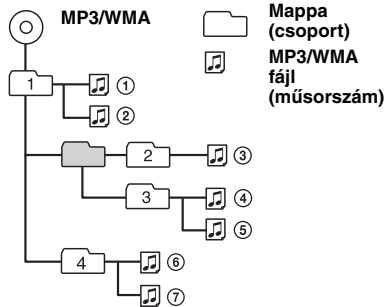 MP3/WMA
Mappa
(csoport)
MP3/WMA
fájl
(műsorszám)
1
①
②
2
③
3
④
⑤
4
⑥
⑦